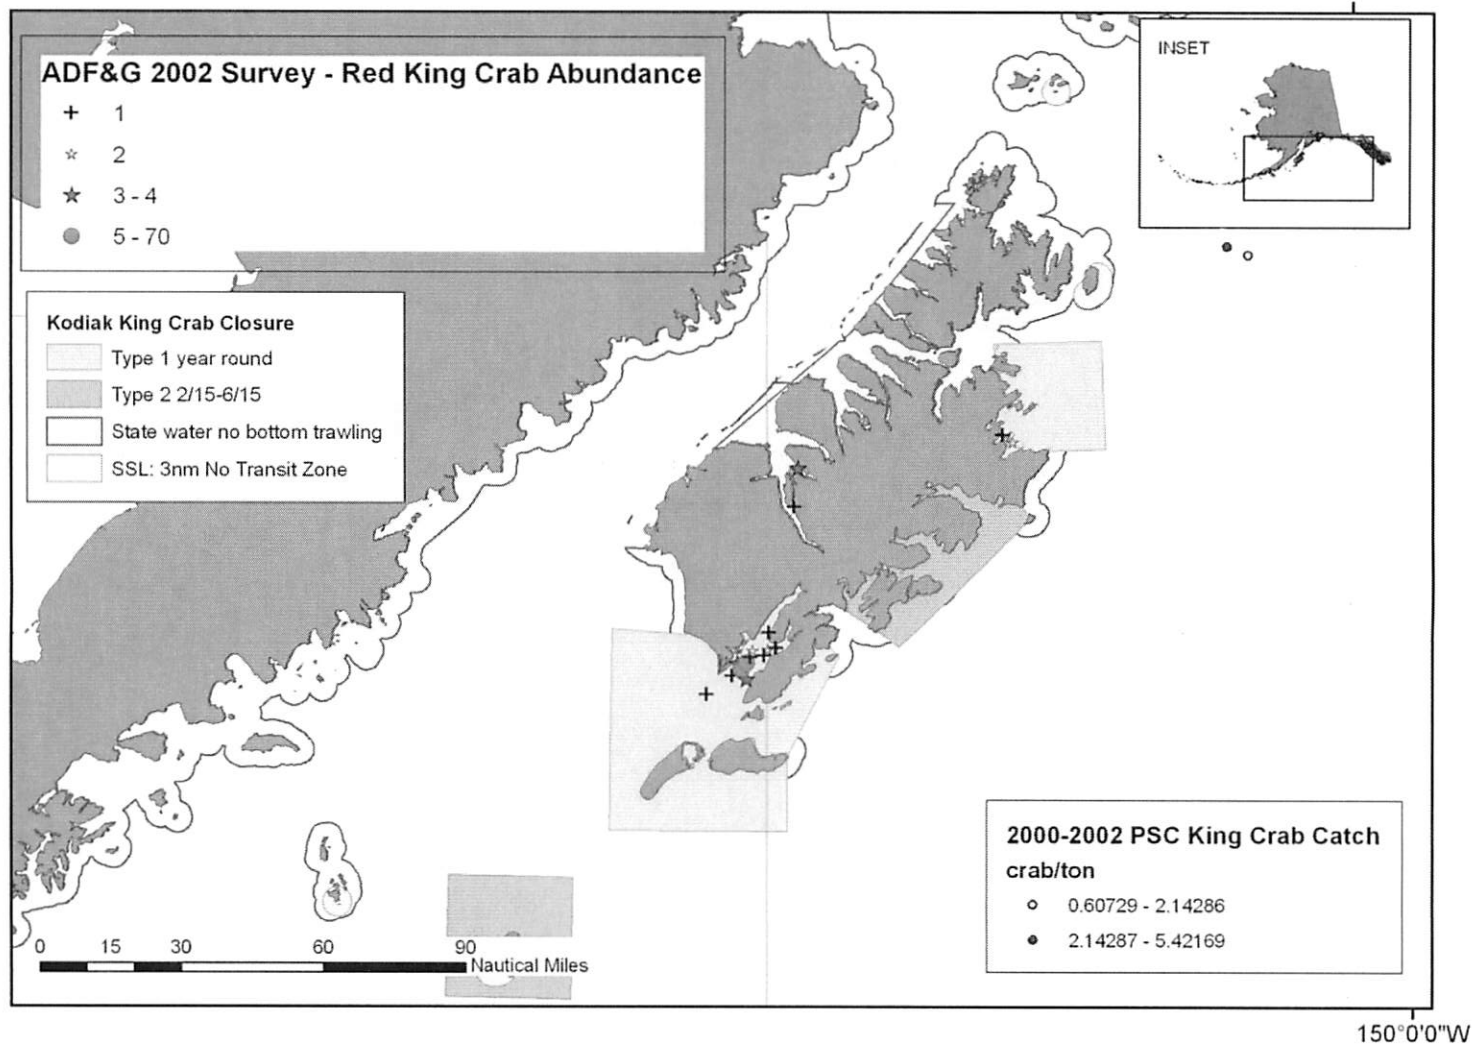 ADF&G 2002 Survey - Red King Crab Abundance
1
2
3 - 4
5 - 70
INSET
Kodiak King Crab Closure
Type 1 year round
Type 2 2/15-6/15
State water no bottom trawling
SSL: 3nm No Transit Zone
2000-2002 PSC King Crab Catch
crab/ton
0.60729 - 2.14286
2.14287 - 5.42169
0 15 30 60 90
Nautical Miles
150°0'0"W